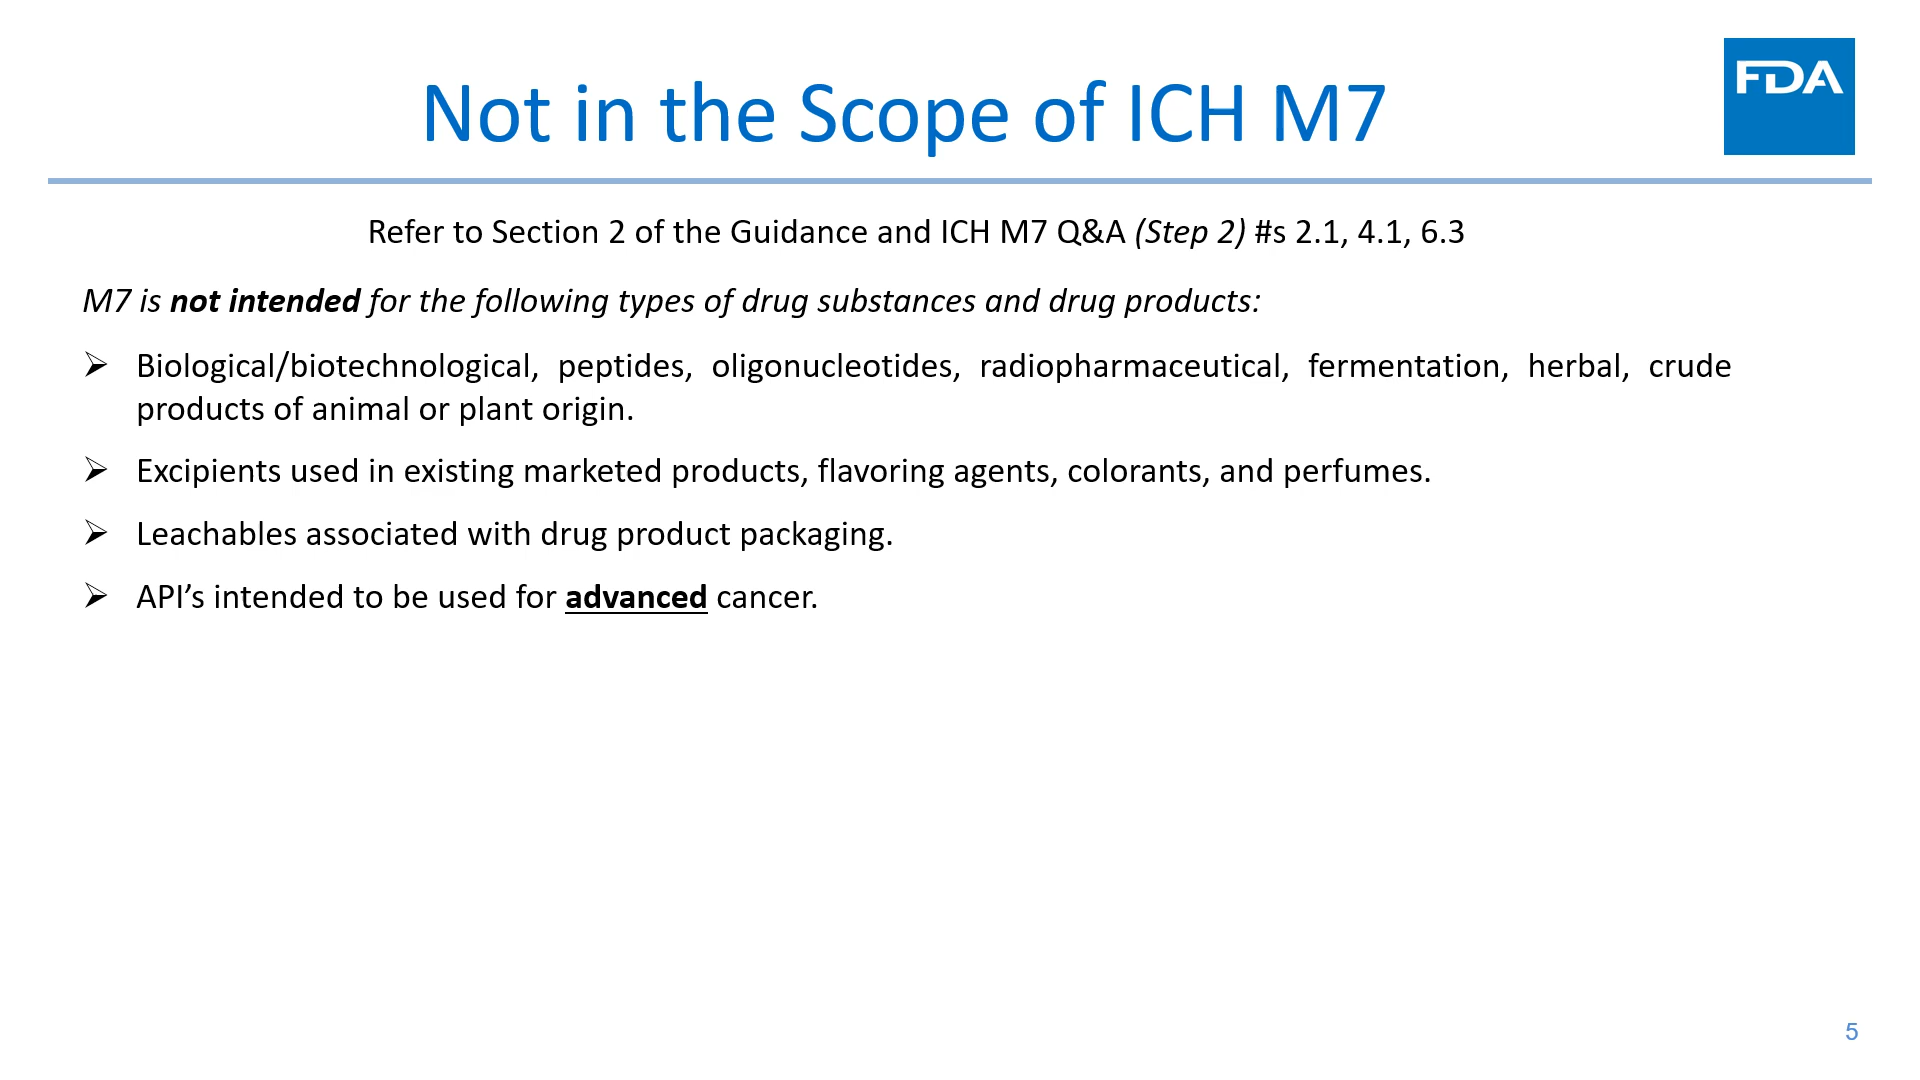 Not in the Scope of ICH M7
FDA
Refer to Section 2 of the Guidance and ICH M7 Q&A (Step 2) #s 2.1, 4.1, 6.3
M7 is not intended for the following types of drug substances and drug products:
➢ Biological/biotechnological, peptides, oligonucleotides, radiopharmaceutical, fermentation, herbal, crude
products of animal or plant origin.
➢ Excipients used in existing marketed products, flavoring agents, colorants, and perfumes.
➢ Leachables associated with drug product packaging.
➢ API’s intended to be used for advanced cancer.
5